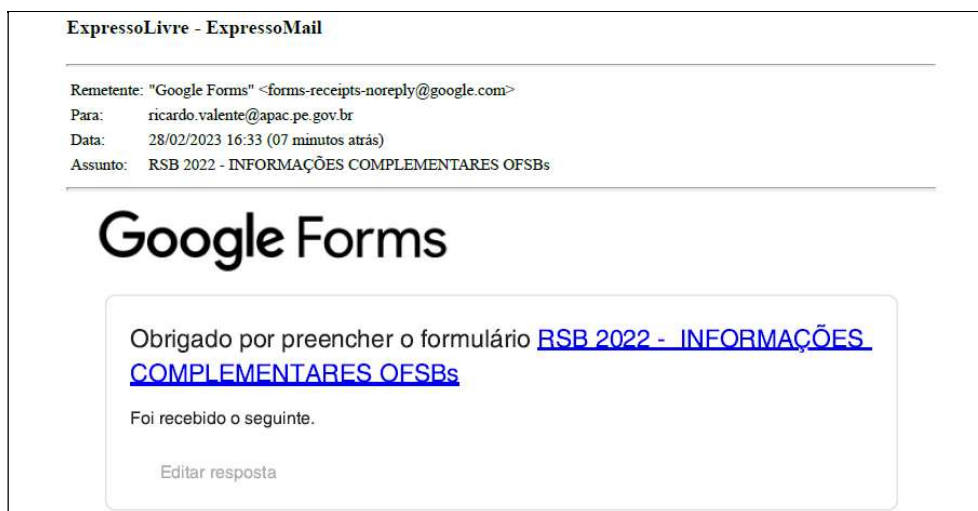 ExpressoLivre - ExpressoMail
Remetente: "Google Forms" <forms-receipts-noreply@google.com>
Para: ricardo.valente@apac.pe.gov.br
Data: 28/02/2023 16:33 (07 minutos atrás)
Assunto: RSB 2022 - INFORMAÇÕES COMPLEMENTARES OFSBs
Google Forms
Obrigado por preencher o formulário RSB 2022 - INFORMAÇÕES
COMPLEMENTARES OFSBs
Foi recebido o seguinte.
Editar resposta